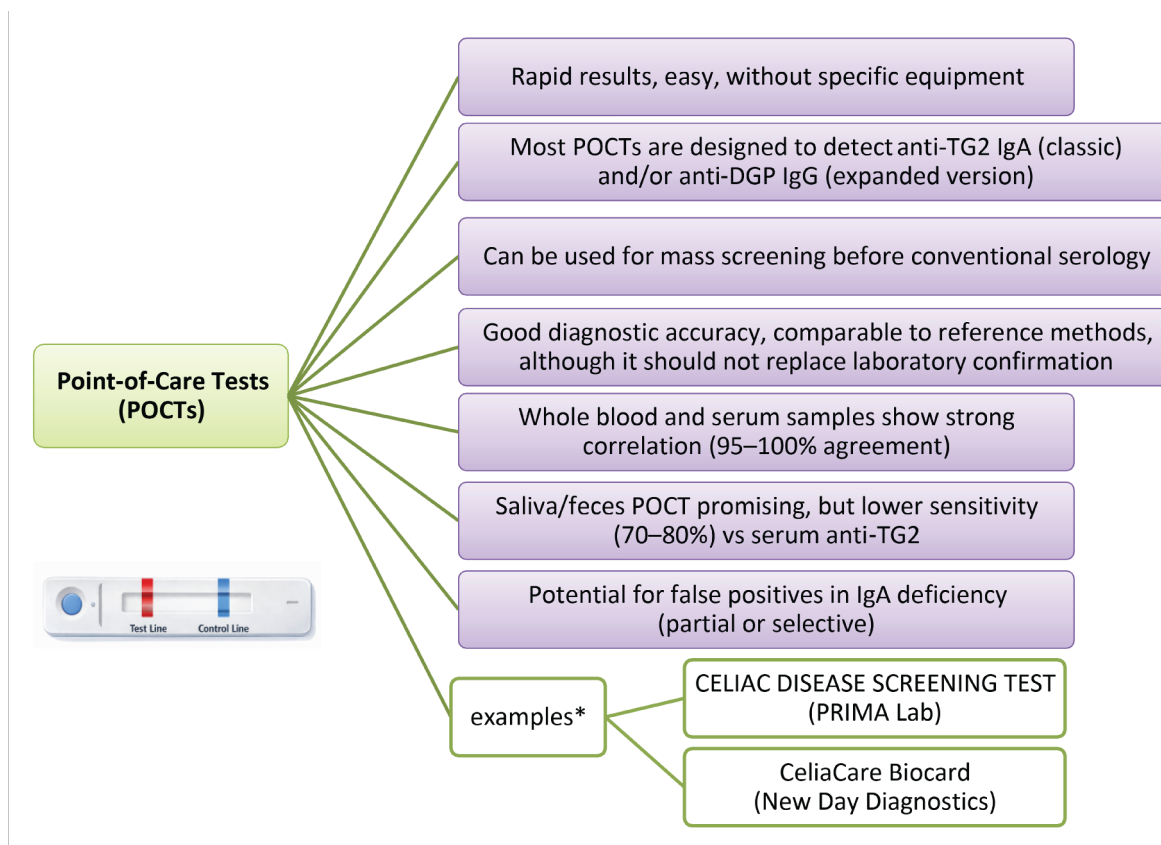 Rapid results, easy, without specific equipment
Most POCTs are designed to detect anti-TG2 IgA (classic)
and/or anti-DGP IgG (expanded version)
Can be used for mass screening before conventional serology
Good diagnostic accuracy, comparable to reference methods,
although it should not replace laboratory confirmation
Point-of-Care Tests
(POCTs)
Whole blood and serum samples show strong
correlation (95–100% agreement)
Saliva/feces POCT promising, but lower sensitivity
(70–80%) vs serum anti-TG2
Potential for false positives in IgA deficiency
(partial or selective)
Test Line
Control Line
examples*
CELIAC DISEASE SCREENING TEST
(PRIMA Lab)
CeliaCare Biocard
(New Day Diagnostics)